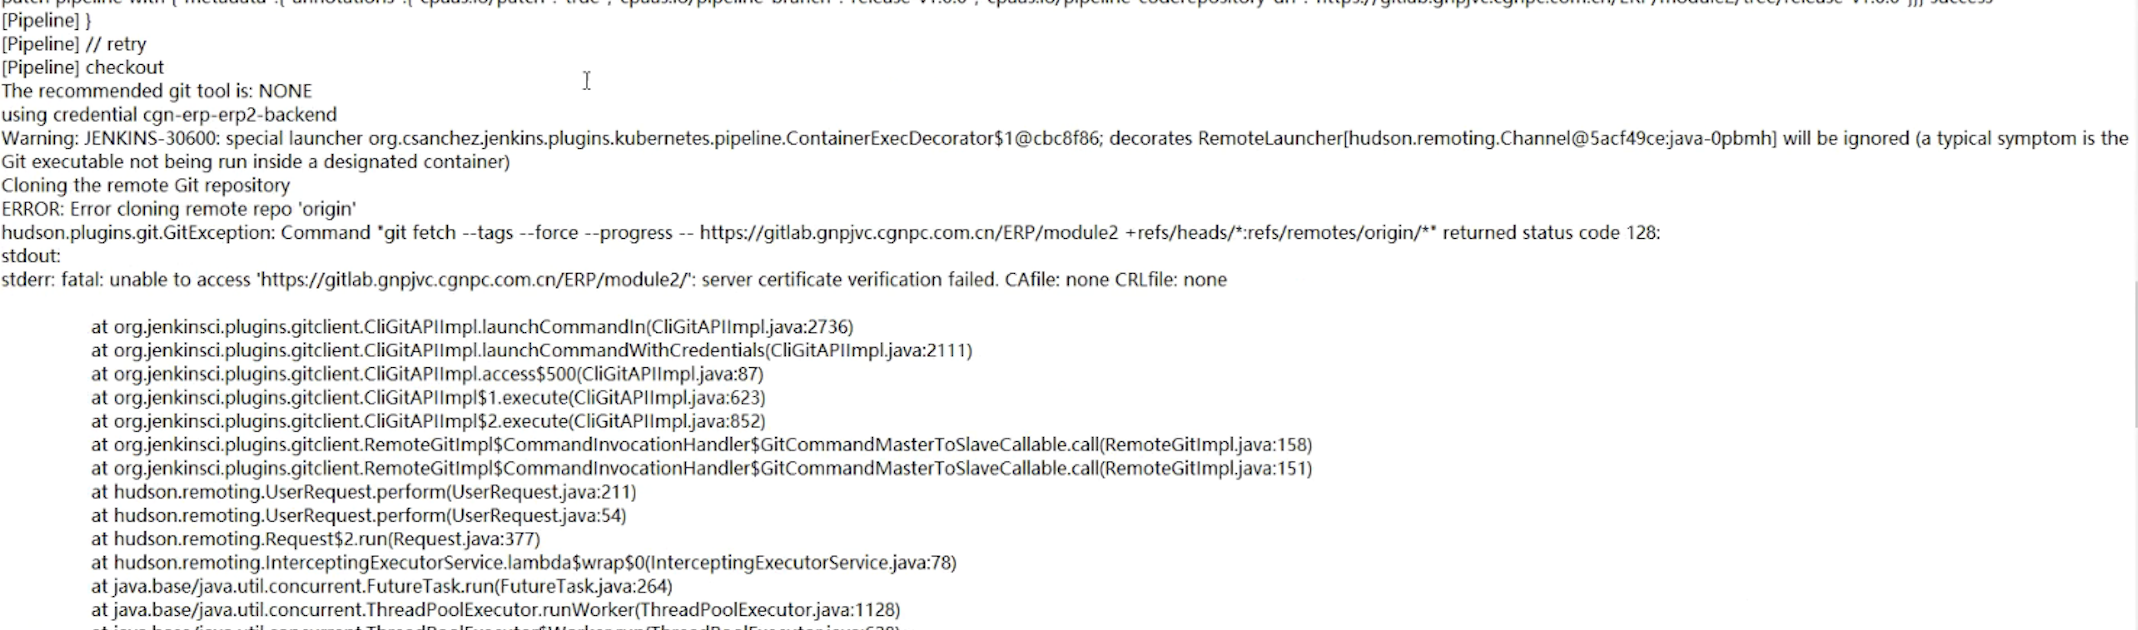 [Pipeline] }
[Pipeline] // retry
[Pipeline] checkout
The recommended git tool is: NONE
using credential cgn-erp-erp2-backend
Warning: JENKINS-30600: special launcher org.csanchez.jenkins.plugins.kubernetes.pipeline.ContainerExecDecorator$1@cbc8f86; decorates RemoteLauncher[hudson.remoting.Channel@5acf49ce:java-0pbmh] will be ignored (a typical symptom is the
Git executable not being run inside a designated container)
Cloning the remote Git repository
ERROR: Error cloning remote repo 'origin'
hudson.plugins.git.GitException: Command "git fetch --tags --force --progress -- https://gitlab.gnpjvc.cgnpc.com.cn/ERP/module2 +refs/heads/*:refs/remotes/origin/*" returned status code 128:
stdout:
stderr: fatal: unable to access 'https://gitlab.gnpjvc.cgnpc.com.cn/ERP/module2/': server certificate verification failed. CAfile: none CRLfile: none
at org.jenkinsci.plugins.gitclient.CliGitAPIImpl.launchCommandIn(CliGitAPIImpl.java:2736)
at org.jenkinsci.plugins.gitclient.CliGitAPIImpl.launchCommandWithCredentials(CliGitAPIImpl.java:2111)
at org.jenkinsci.plugins.gitclient.CliGitAPIImpl.access$500(CliGitAPIImpl.java:87)
at org.jenkinsci.plugins.gitclient.CliGitAPIImpl$1.execute(CliGitAPIImpl.java:623)
at org.jenkinsci.plugins.gitclient.CliGitAPIImpl$2.execute(CliGitAPIImpl.java:852)
at org.jenkinsci.plugins.gitclient.RemoteGitImpl$CommandInvocationHandler$GitCommandMasterToSlaveCallable.call(RemoteGitImpl.java:158)
at org.jenkinsci.plugins.gitclient.RemoteGitImpl$CommandInvocationHandler$GitCommandMasterToSlaveCallable.call(RemoteGitImpl.java:151)
at hudson.remoting.UserRequest.perform(UserRequest.java:211)
at hudson.remoting.UserRequest.perform(UserRequest.java:54)
at hudson.remoting.Request$2.run(Request.java:377)
at hudson.remoting.InterceptingExecutorService.lambda$wrap$0(InterceptingExecutorService.java:78)
at java.base/java.util.concurrent.FutureTask.run(FutureTask.java:264)
at java.base/java.util.concurrent.ThreadPoolExecutor.runWorker(ThreadPoolExecutor.java:1128)